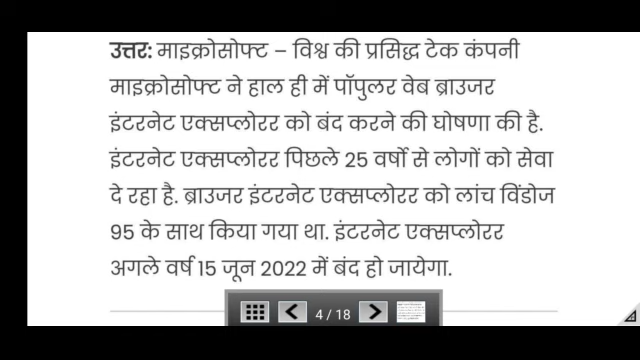 उत्तर: माइक्रोसोफ्ट – विश्व की प्रसिद्ध टेक कंपनी
माइक्रोसोफ्ट ने हाल ही में पॉपुलर वेब ब्राउजर
इंटरनेट एक्सप्लोरर को बंद करने की घोषणा की है.
इंटरनेट एक्सप्लोरर पिछले 25 वर्षो से लोगों को सेवा
दे रहा है. ब्राउजर इंटरनेट एक्सप्लोरर को लांच विंडोज
95 के साथ किया गया था. इंटरनेट एक्सप्लोरर
अगले वर्ष 15 जून 2022 में बंद हो जायेगा.
4 / 18